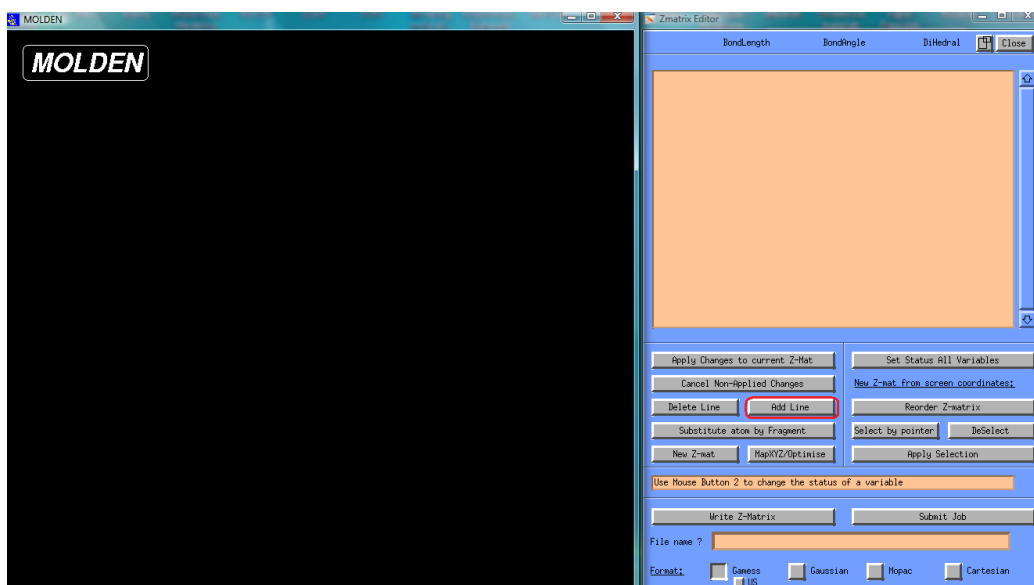 MOLDEN
Zmatrix Editor
MOLDEN
BondLength BondAngle DiHedral Close
Apply Changes to current Z-Mat Set Status All Variables
Cancel Non-Applied Changes New Z-mat from screen coordinates:
Delete Line Add Line Reorder Z-matrix
Substitute atom by Fragment Select by pointer DeSelect
New Z-mat MapXYZ/Optimise Apply Selection
Use Mouse Button 2 to change the status of a variable
Write Z-Matrix Submit Job
File name ?
Format: Gamess Gaussian Mopac Cartesian
US